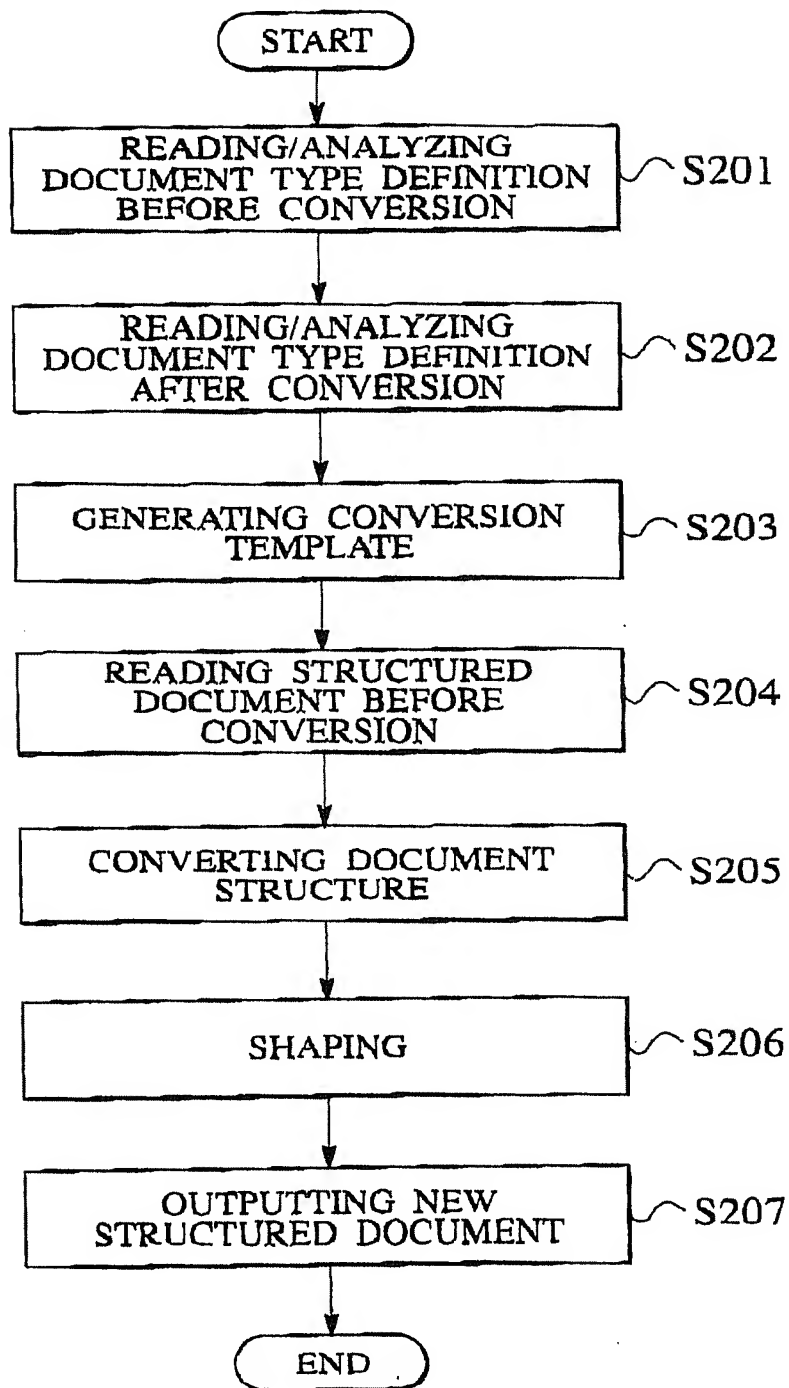 START
READING/ANALYZING
DOCUMENT TYPE DEFINITION
BEFORE CONVERSION
S201
READING/ANALYZING
DOCUMENT TYPE DEFINITION
AFTER CONVERSION
S202
GENERATING CONVERSION
TEMPLATE
S203
READING STRUCTURED
DOCUMENT BEFORE
CONVERSION
S204
CONVERTING DOCUMENT
STRUCTURE
S205
SHAPING
S206
OUTPUTTING NEW
STRUCTURED DOCUMENT
S207
END